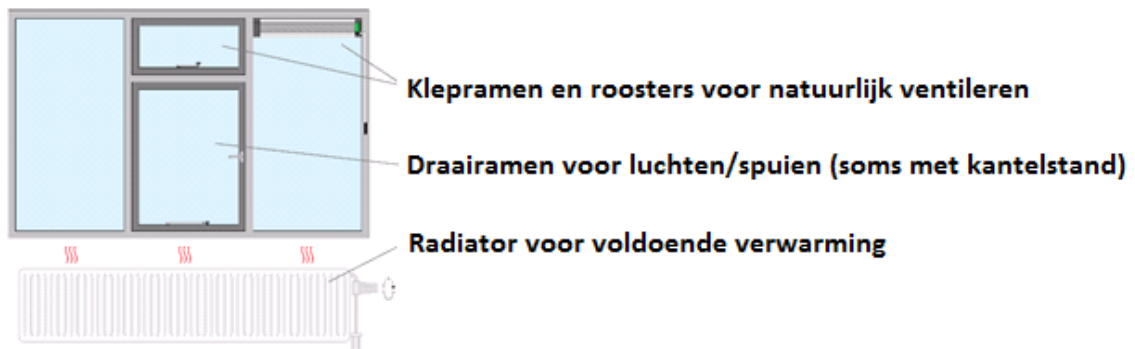 Klepramen en roosters voor natuurlijk ventileren
Draairamen voor luchten/spuien (soms met kantelstand)
Radiator voor voldoende verwarming